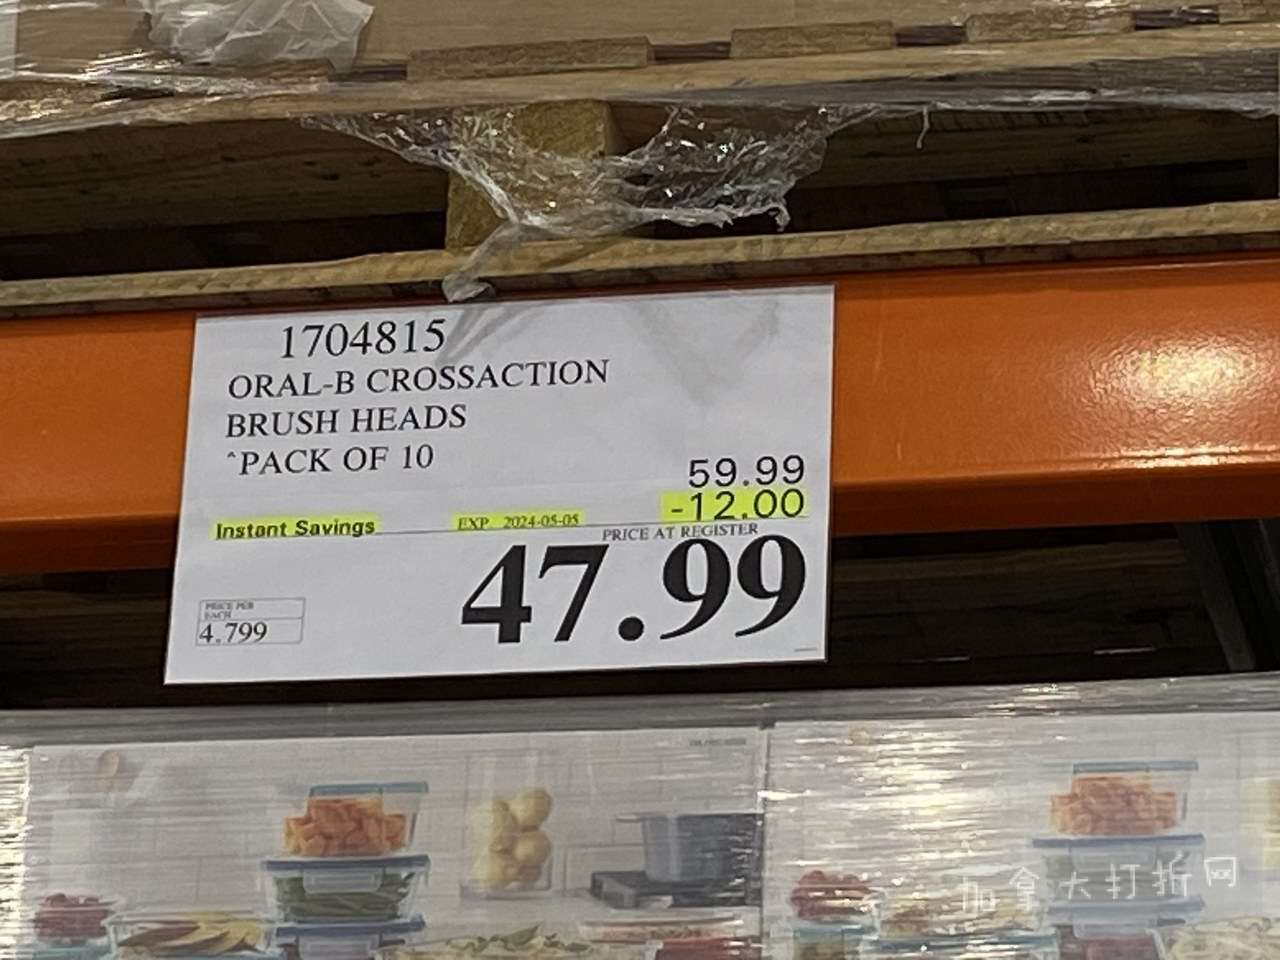 1704815
ORAL-B CROSSACTION
BRUSH HEADS
^PACK OF 10
59.99
-12.00
Instant Savings EXP. 2024-05-05
PRICE AT REGISTER
47.99
PRICE PER
EACH
4.799
加拿大打折网